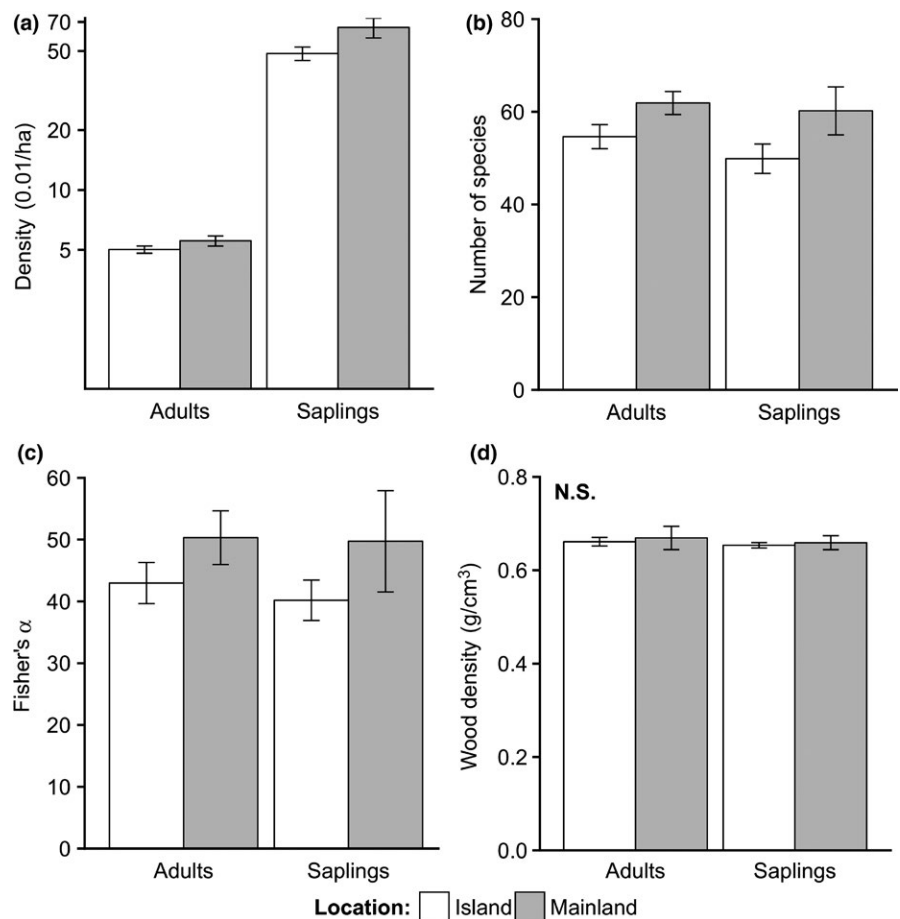 (a)
70
50
20
10
5
Density (0.01/ha)
Adults
Saplings
(b)
80
60
40
20
0
Number of species
Adults
Saplings
(c)
60
50
40
30
20
10
0
Fisher's α
Adults
Saplings
(d)
N.S.
0.8
0.6
0.4
0.2
0.0
Wood density (g/cm³)
Adults
Saplings
Location: Island Mainland